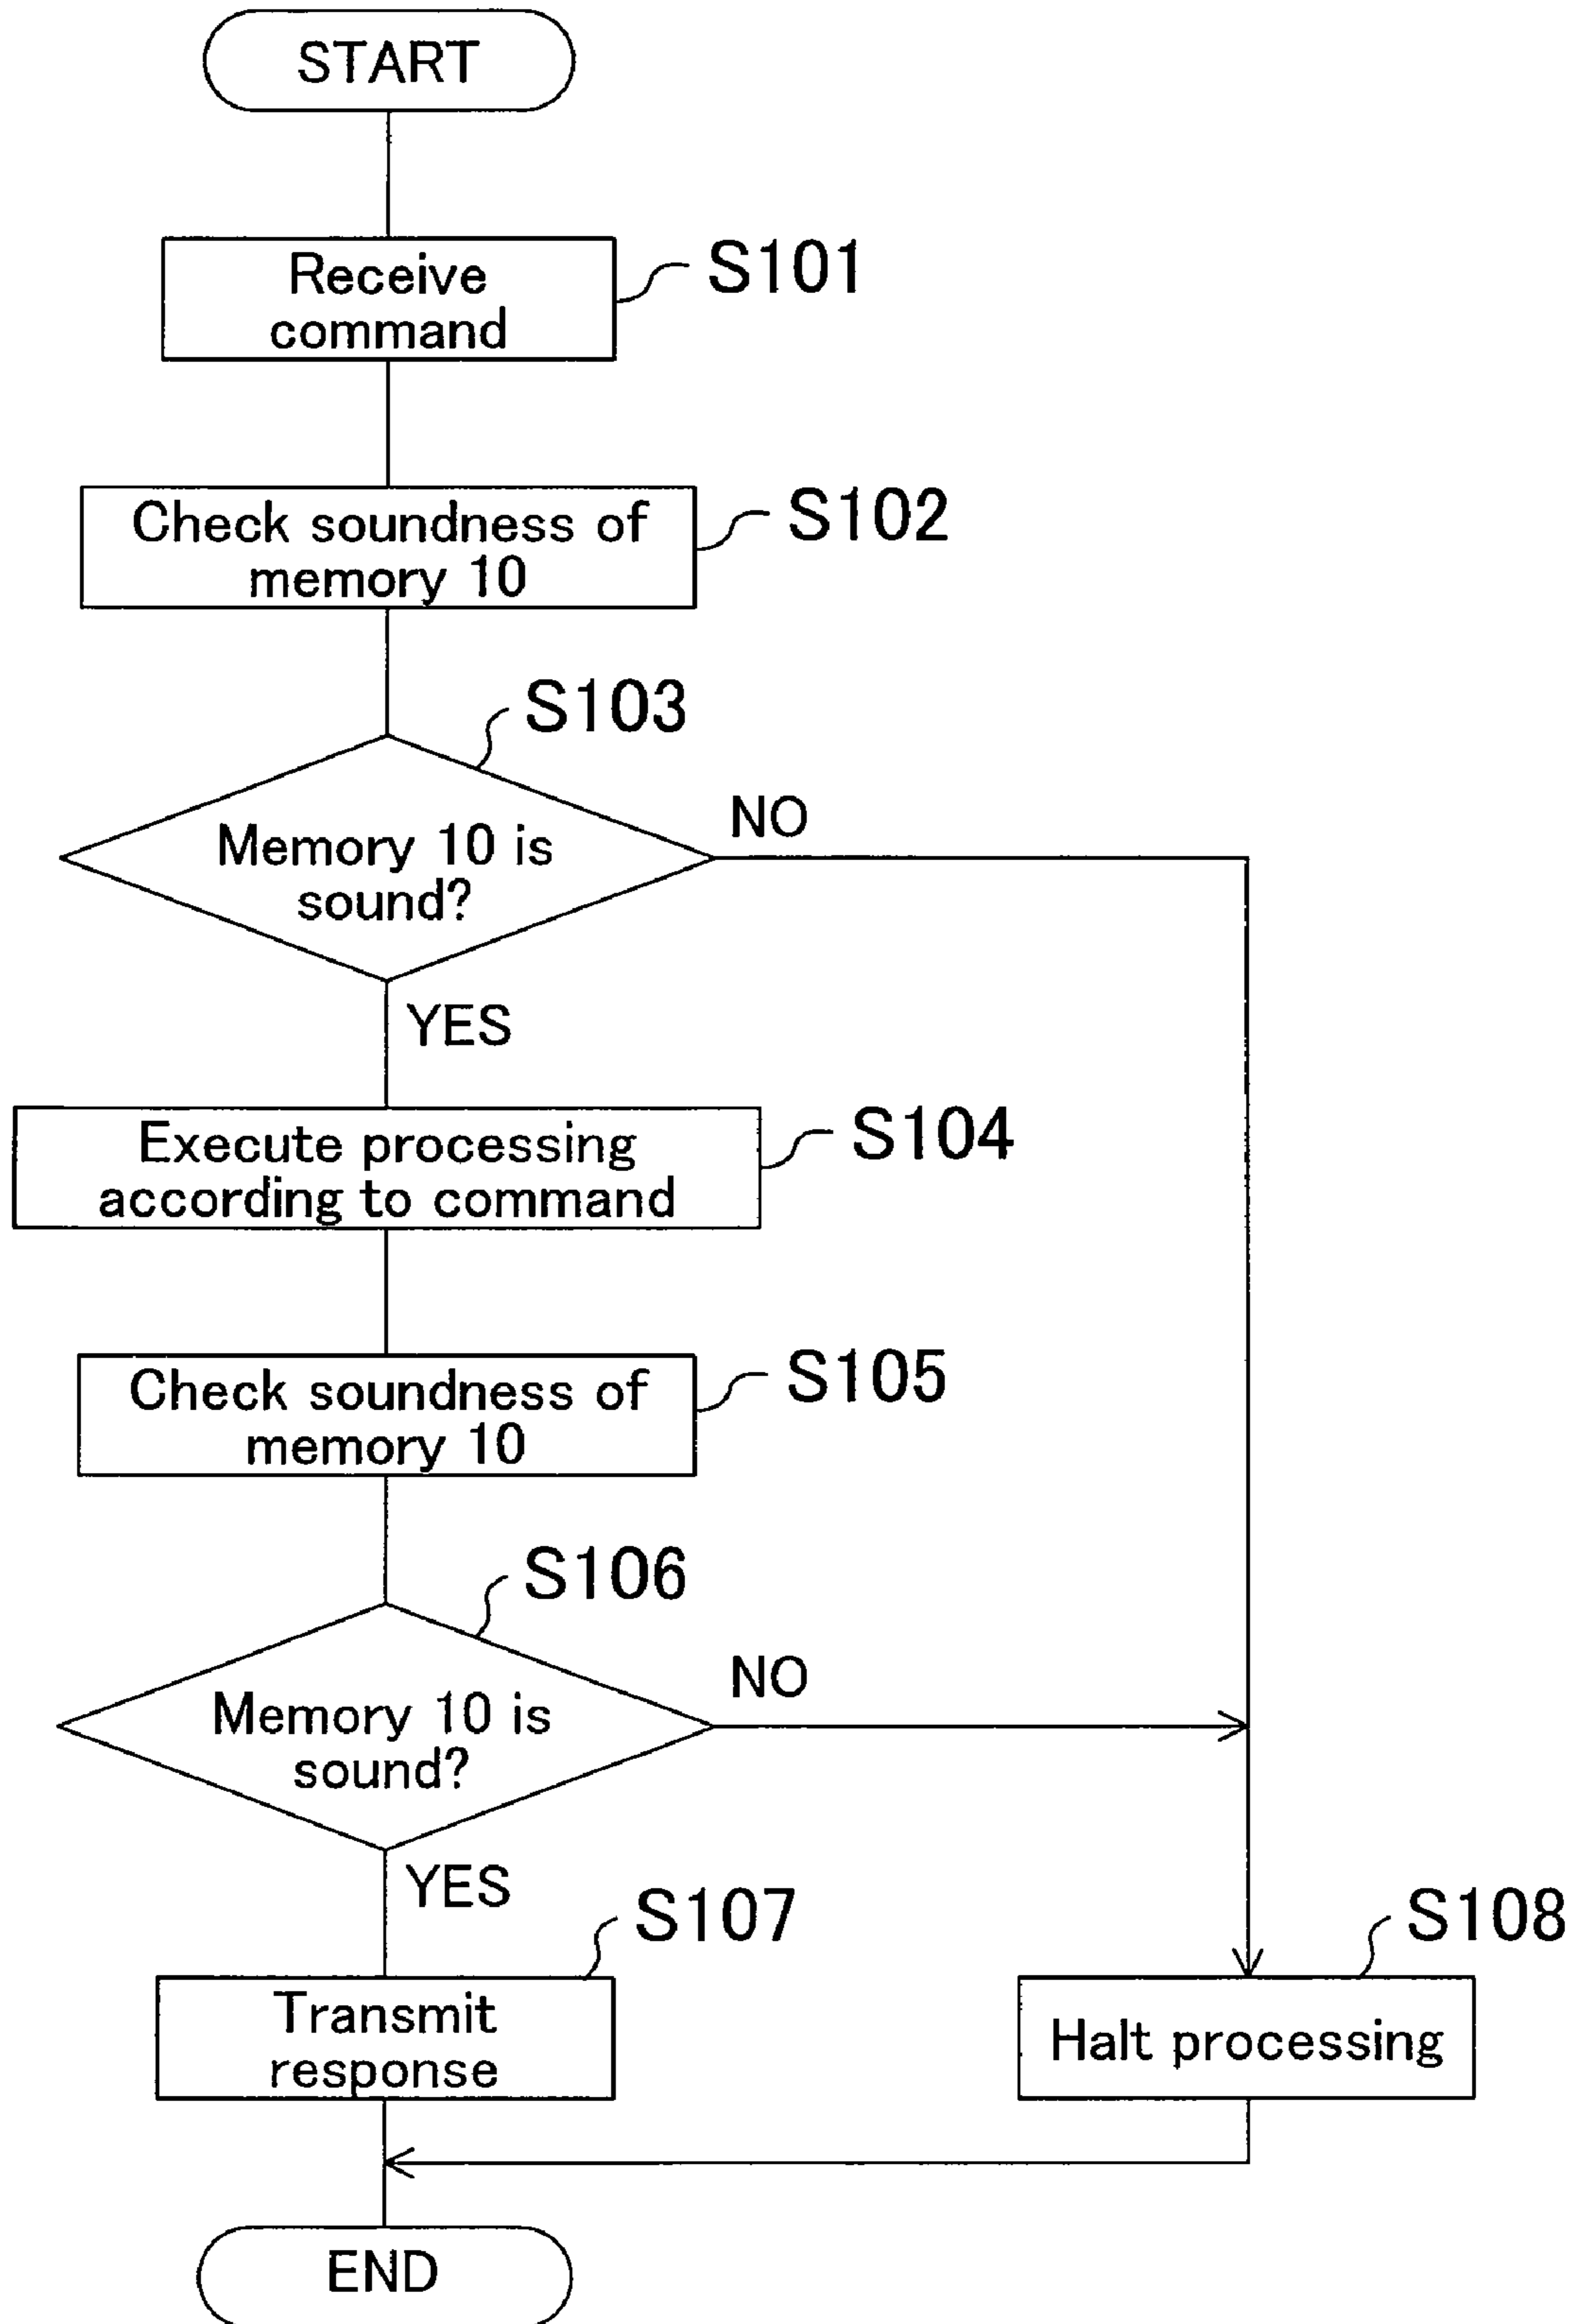 START
Receive
command
S101
Check soundness of
memory 10
S102
S103
Memory 10 is
sound?
NO
YES
Execute processing
according to command
S104
Check soundness of
memory 10
S105
S106
Memory 10 is
sound?
NO
YES
S107
Transmit
response
S108
Halt processing
END